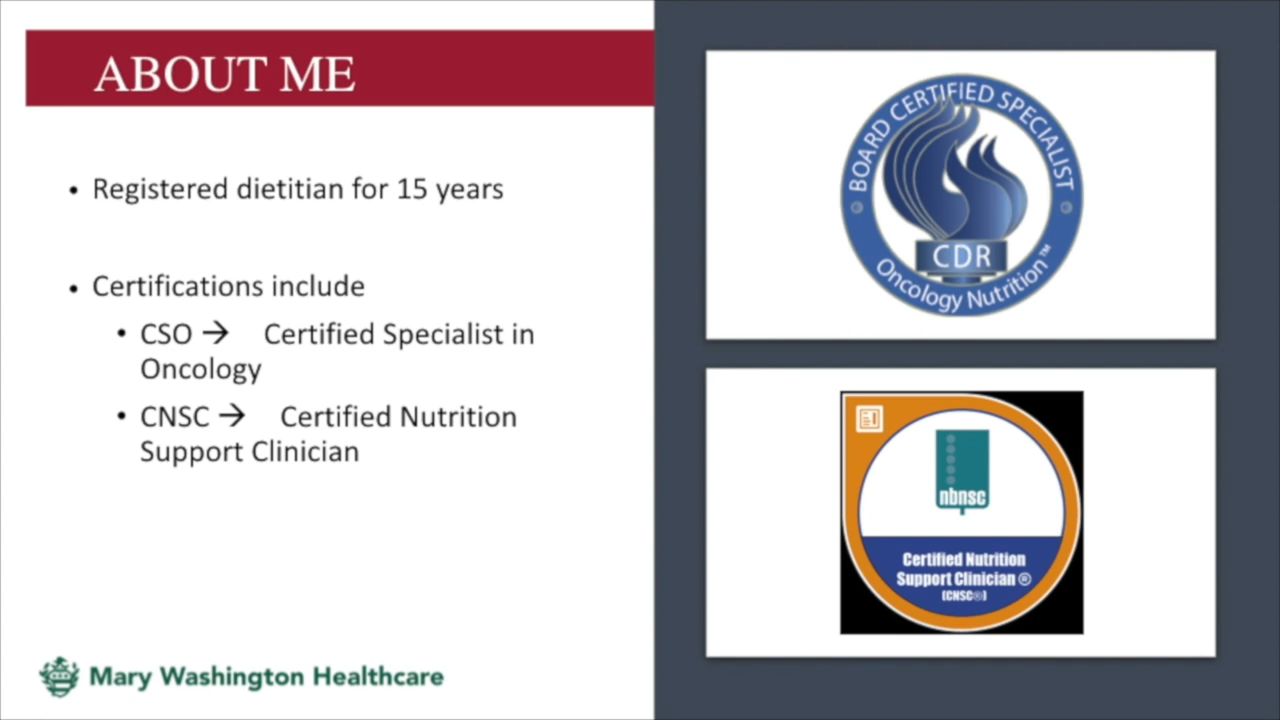 ABOUT ME
• Registered dietitian for 15 years
• Certifications include
• CSO → Certified Specialist in
Oncology
• CNSC → Certified Nutrition
Support Clinician
Mary Washington Healthcare
BOARD CERTIFIED SPECIALIST
CDR
Oncology Nutrition™
nbnsc
Certified Nutrition
Support Clinician ®
(CNSC®)